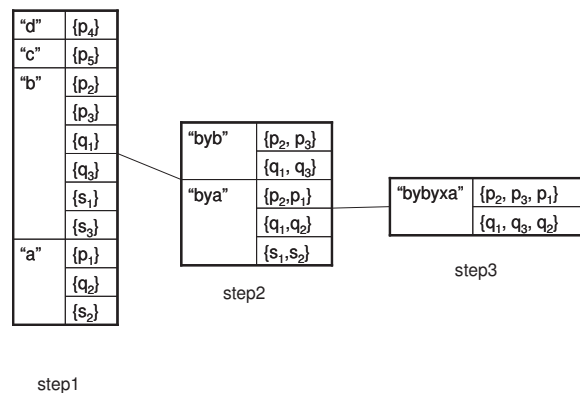 “d” {p₄}
“c” {p₅}
“b” {p₂}
{p₃}
{q₁}
{q₃}
{s₁}
{s₃}
“a” {p₁}
{q₂}
{s₂}
step1
“byb” {p₂, p₃}
{q₁, q₃}
“bya” {p₂,p₁}
{q₁,q₂}
{s₁,s₂}
step2
“bybyxa” {p₂, p₃, p₁}
{q₁, q₃, q₂}
step3